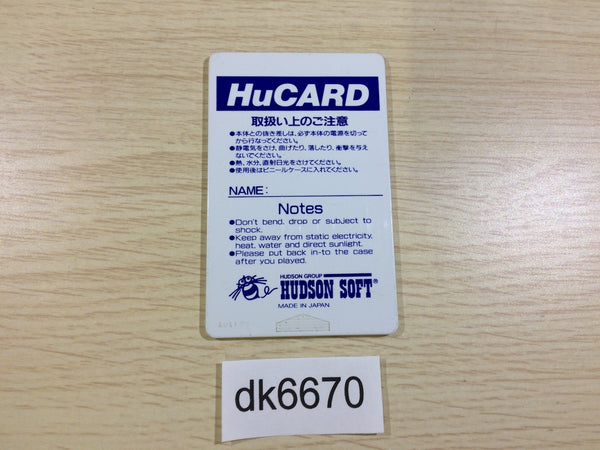 HuCARD
取扱い上のご注意
●本体との抜き差しは、必ず本体の電源を切って
から行なってください。
●静電気をさけ、曲げたり、落したり、衝撃を与え
ないでください。
●熱、水分、直射日光をさけてください。
●使用後はビニールケースに入れてください。
NAME:
Notes
●Don't bend, drop or subject to
shock.
●Keep away from static electricity,
heat, water and direct sunlight.
●Please put back in-to the case
after you played.
HUDSON GROUP
HUDSON SOFT®
MADE IN JAPAN
dk6670